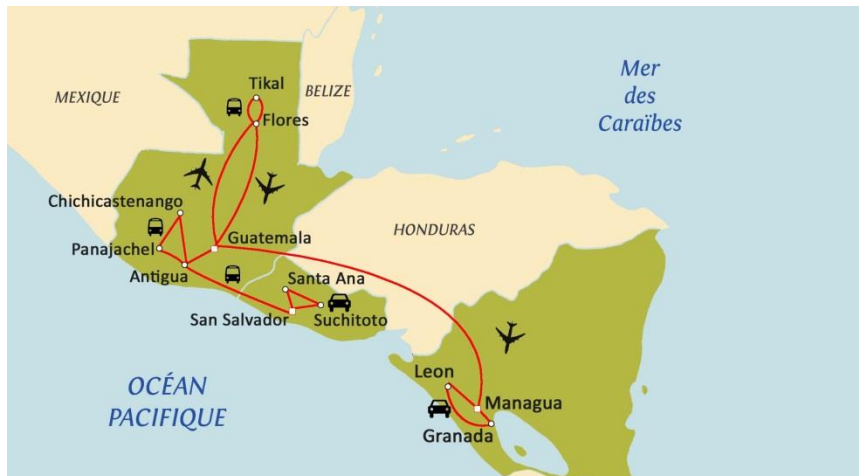 Mer
des
Caraïbes
Tikal
MEXIQUE
BELIZE
Flores
Chichicastenango
Guatemala
HONDURAS
Panajachel
Antigua
Santa Ana
San Salvador
Suchitoto
OCÉAN
PACIFIQUE
Leon
Managua
Granada